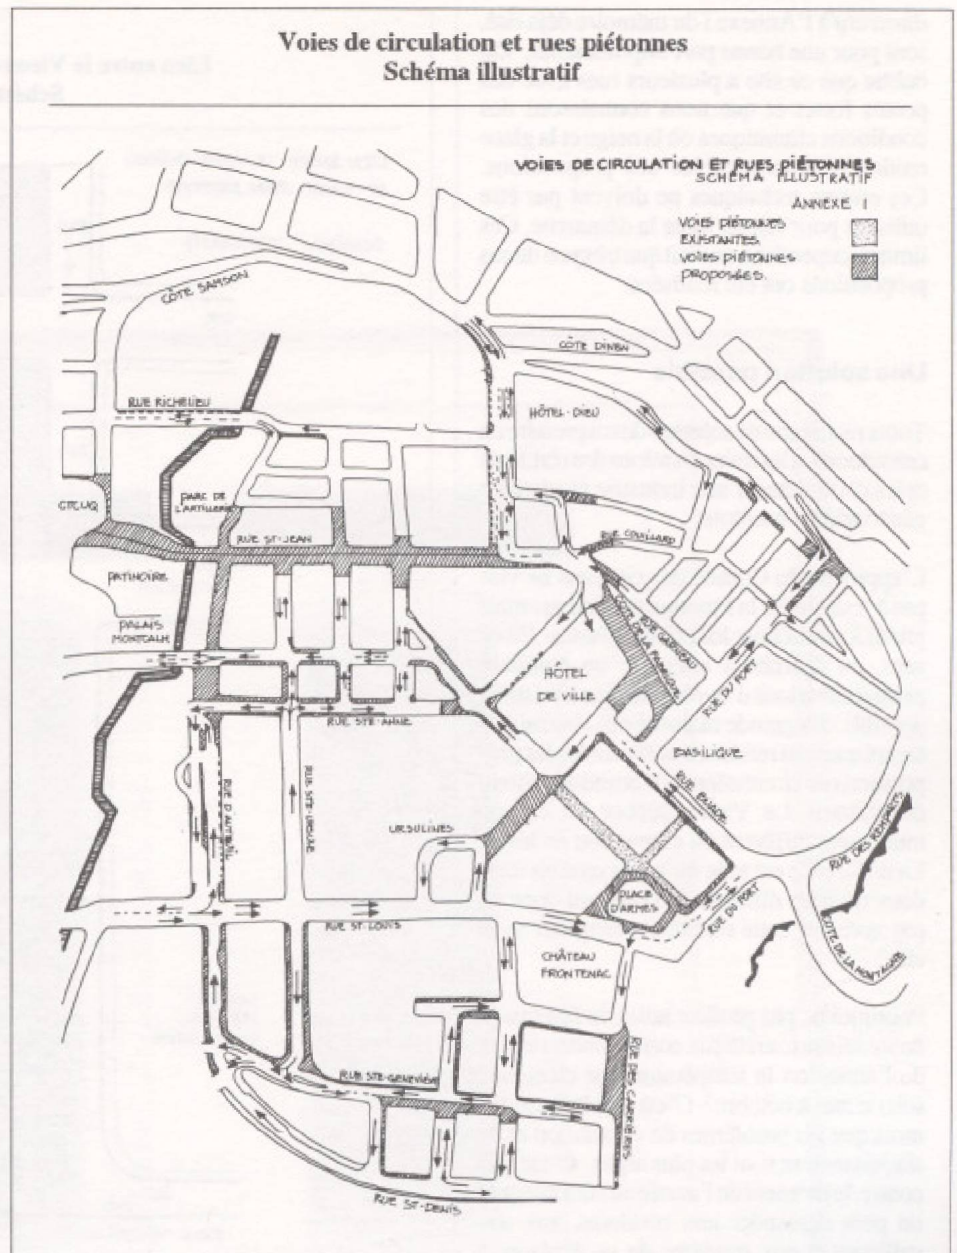 Voies de circulation et rues piétonnes
Schéma illustratif
VOIES DE CIRCULATION ET RUES PIÉTONNES
SCHÉMA ILLUSTRATIF
ANNEXE I
VOIES PIÉTONNES
EXISTANTES.
VOIES PIÉTONNES
PROPOSÉES.
CÔTE SAMSON
CÔTE DINAN
RUE RICHELIEU
HÔTEL-DIEU
PARC DE
L'ARTILLERIE
CTCUQ
RUE ST-JEAN
RUE COUILLARD
PATINOIRE
PALAIS
MONTCALM
RUE GARNEAU
CÔTE DE LA FABRIQUE
HÔTEL
DE VILLE
RUE DU FORT
RUE STE-ANNE
BASILIQUE
RUE BUADE
RUE D'AUTEUIL
RUE STE-URSULE
URSULINES
RUE DES REMPARTS
PLACE
D'ARMES
RUE DU FORT
RUE ST-LOUIS
CÔTE DE LA MONTAGNE
CHÂTEAU
FRONTENAC
RUE STE-GENEVIÈVE
RUE DES CARRIÈRES
RUE ST-DENIS